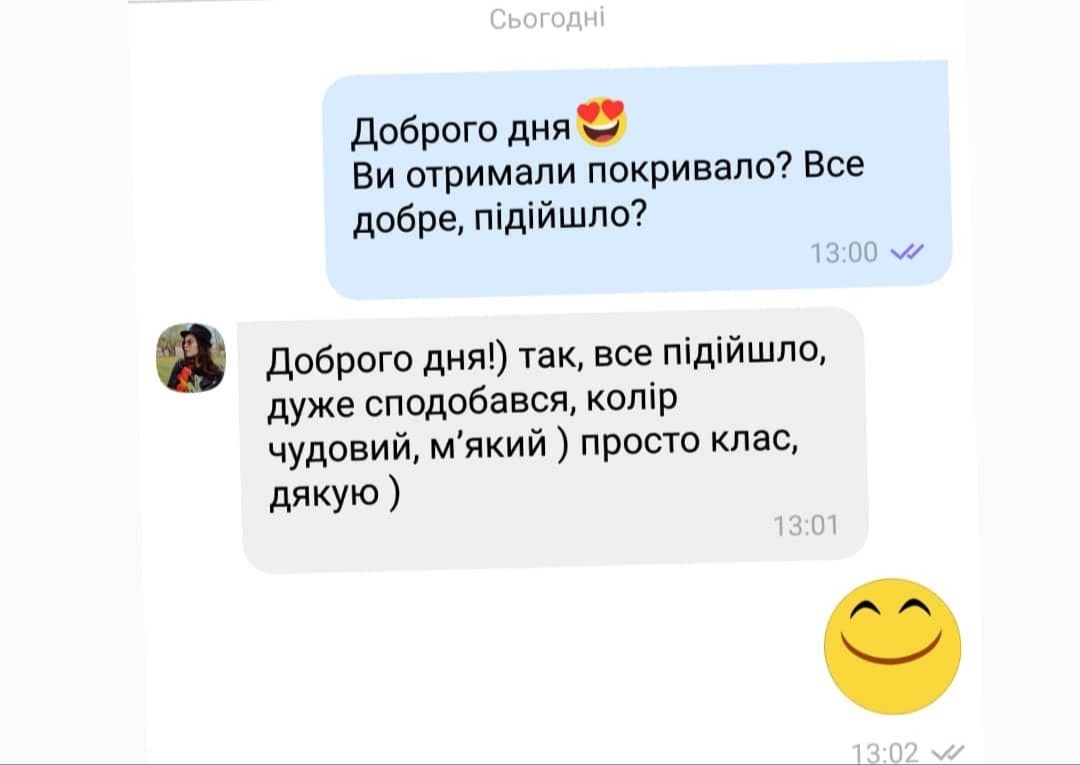 Сьогодні
Доброго дня😍
Ви отримали покривало? Все
добре, підійшло?
13:00
Доброго дня!) так, все підійшло,
дуже сподобався, колір
чудовий, м’який ) просто клас,
дякую )
13:01
13:02